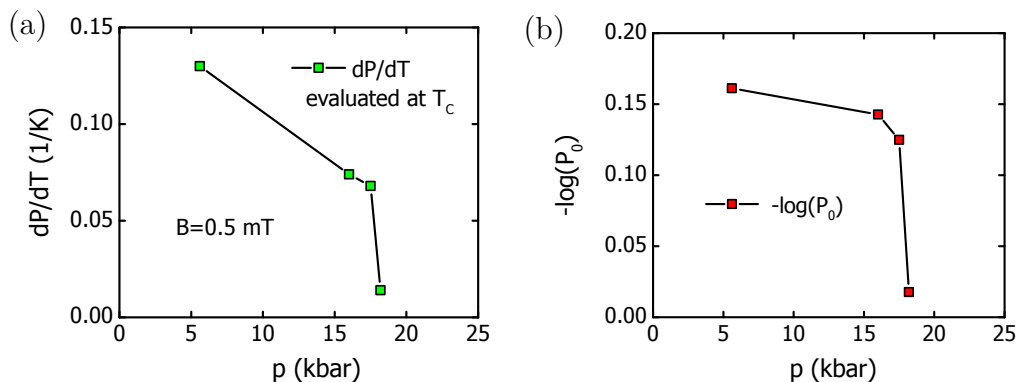 (a)
0.15
0.10
0.05
0.00
dP/dT (1/K)
dP/dT
evaluated at T_C
B=0.5 mT
0 5 10 15 20 25
p (kbar)
(b)
0.20
0.15
0.10
0.05
0.00
-log(P_0)
-log(P_0)
0 5 10 15 20 25
p (kbar)